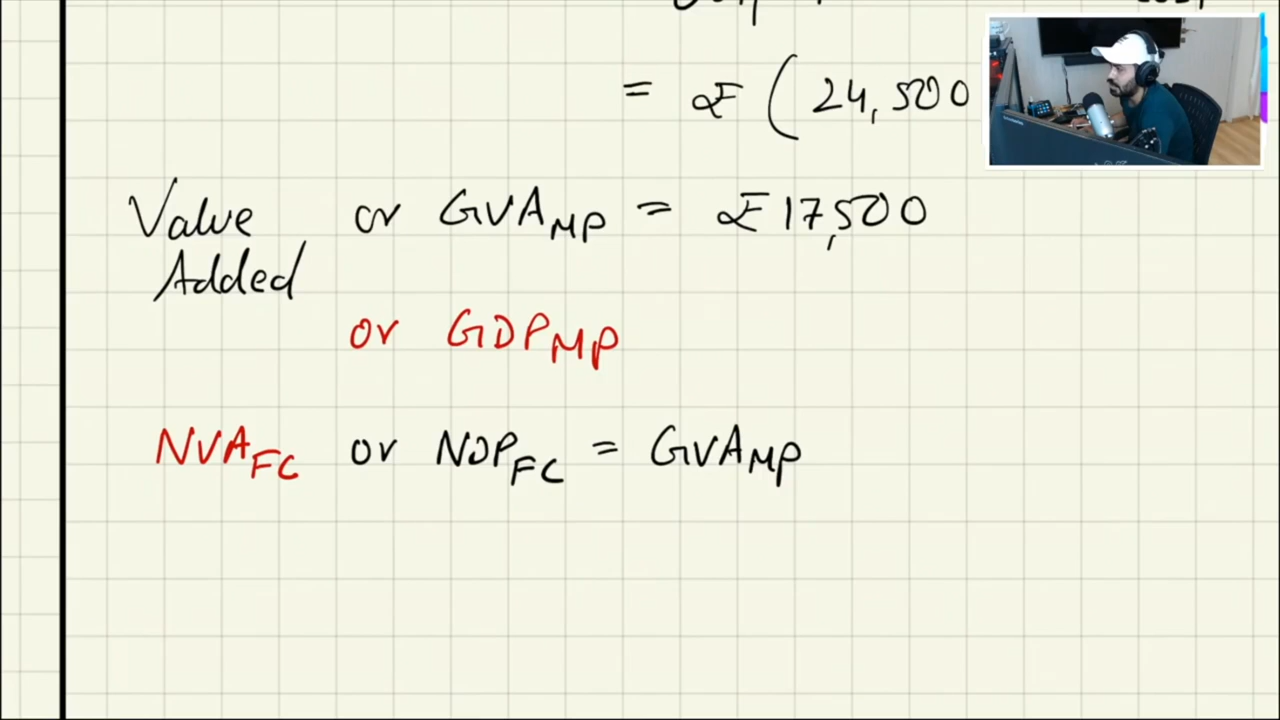 = ₹ ( 24,500
Value or GVA_MP = ₹ 17,500
Added
or GDP_MP
NVA_FC or NDP_FC = GVA_MP